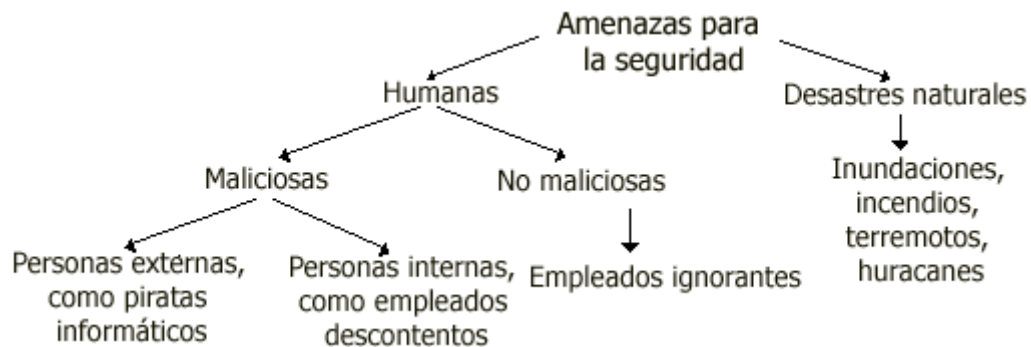 Amenazas para
la seguridad
Humanas
Desastres naturales
Maliciosas
No maliciosas
Inundaciones,
incendios,
terremotos,
huracanes
Personas externas,
como piratas
informáticos
Personas internas,
como empleados
descontentos
Empleados ignorantes